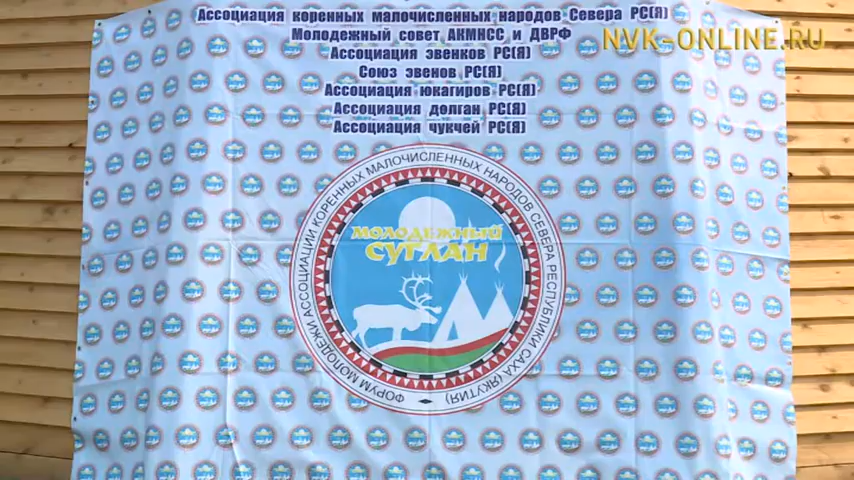 Ассоциация коренных малочисленных народов Севера РС(Я)
NVK-ONLINE.RU
Молодежный совет АКМНСС и ДВРФ
Ассоциация эвенков РС(Я)
Союз эвенов РС(Я)
Ассоциация юкагиров РС(Я)
Ассоциация долган РС(Я)
Ассоциация чукчей РС(Я)
ФОРУМ МОЛОДЕЖИ АССОЦИАЦИИ КОРЕННЫХ МАЛОЧИСЛЕННЫХ НАРОДОВ СЕВЕРА РЕСПУБЛИКИ САХА (ЯКУТИЯ)
МОЛОДЕЖНЫЙ
СУГЛАН